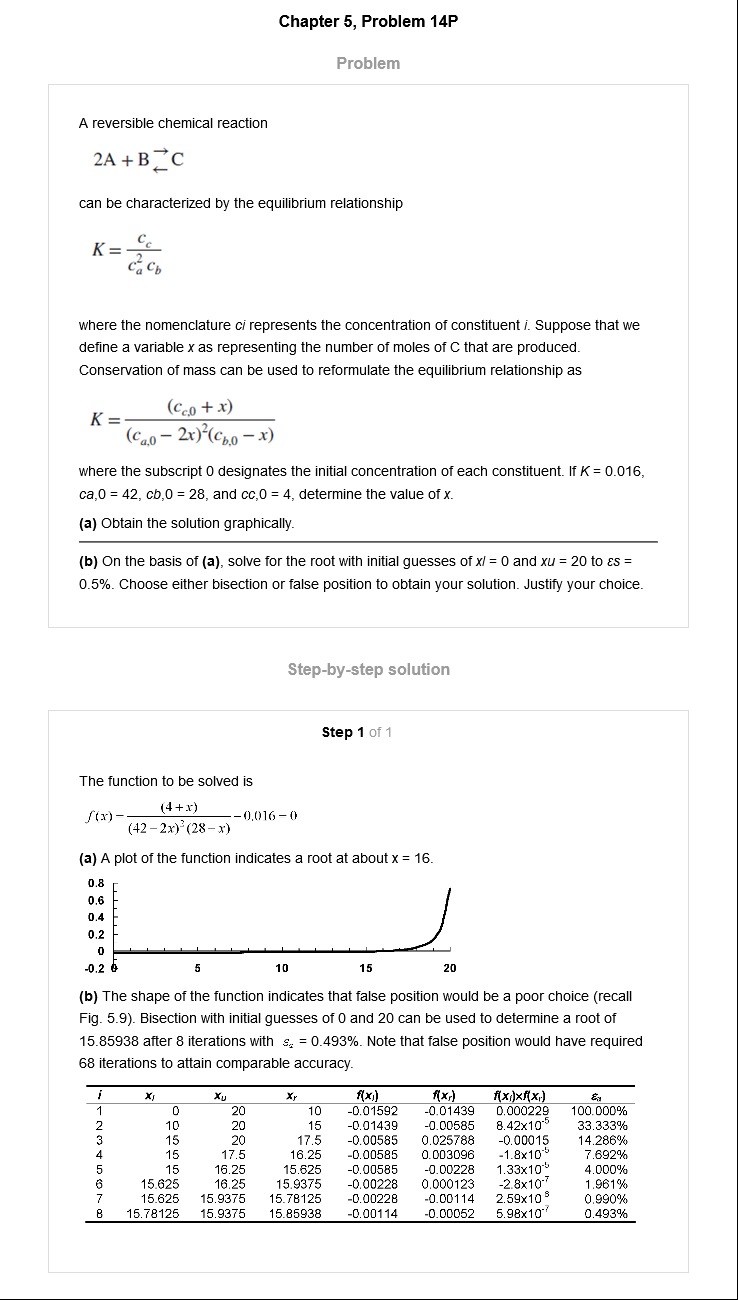 Chapter 5, Problem 14P
Problem
A reversible chemical reaction
2A + B ⇄ C
can be characterized by the equilibrium relationship
K = c_c / (c_a^2 c_b)
where the nomenclature ci represents the concentration of constituent i. Suppose that we
define a variable x as representing the number of moles of C that are produced.
Conservation of mass can be used to reformulate the equilibrium relationship as
K = (c_c,0 + x) / ((c_a,0 − 2x)^2 (c_b,0 − x))
where the subscript 0 designates the initial concentration of each constituent. If K = 0.016,
ca,0 = 42, cb,0 = 28, and cc,0 = 4, determine the value of x.
(a) Obtain the solution graphically.
(b) On the basis of (a), solve for the root with initial guesses of xl = 0 and xu = 20 to εs =
0.5%. Choose either bisection or false position to obtain your solution. Justify your choice.
Step-by-step solution
Step 1 of 1
The function to be solved is
f(x) = (4 + x) / ((42 − 2x)^2 (28 − x)) − 0.016 = 0
(a) A plot of the function indicates a root at about x = 16.
0.8
0.6
0.4
0.2
0
-0.2 0 5 10 15 20
(b) The shape of the function indicates that false position would be a poor choice (recall
Fig. 5.9). Bisection with initial guesses of 0 and 20 can be used to determine a root of
15.85938 after 8 iterations with εa = 0.493%. Note that false position would have required
68 iterations to attain comparable accuracy.
i xl xu xr f(xl) f(xr) f(xl)×f(xr) εa
1 0 20 10 -0.01592 -0.01439 0.000229 100.000%
2 10 20 15 -0.01439 -0.00585 8.42x10^-5 33.333%
3 15 20 17.5 -0.00585 0.025788 -0.00015 14.286%
4 15 17.5 16.25 -0.00585 0.003096 -1.8x10^-5 7.692%
5 15 16.25 15.625 -0.00585 -0.00228 1.33x10^-5 4.000%
6 15.625 16.25 15.9375 -0.00228 0.000123 -2.8x10^-7 1.961%
7 15.625 15.9375 15.78125 -0.00228 -0.00114 2.59x10^-6 0.990%
8 15.78125 15.9375 15.85938 -0.00114 -0.00052 5.98x10^-7 0.493%